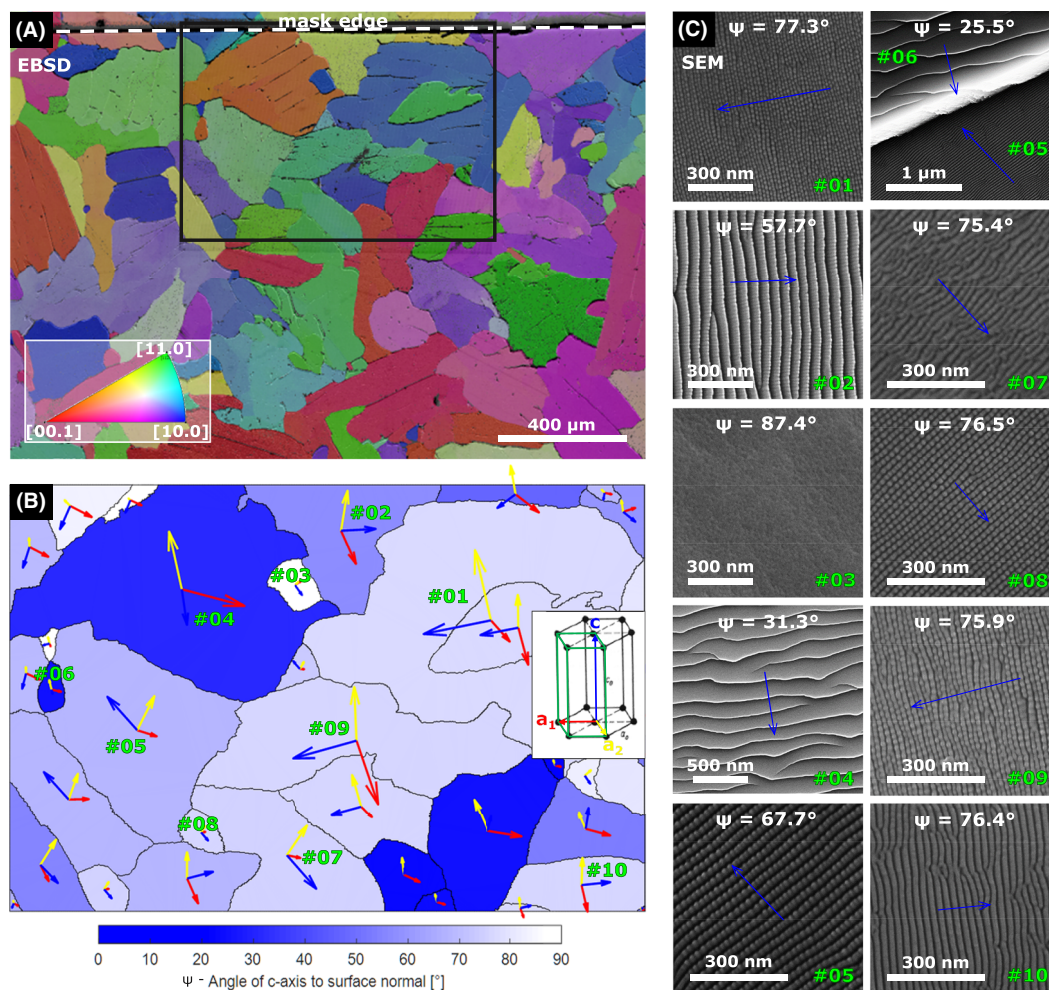 (A)
mask edge
EBSD
[11.0]
[00.1]
[10.0]
400 µm
(B)
#02
#03
#01
#04
#06
#05
#09
#08
#07
#10
c
c₀
a₁
a₂
a₀
0 10 20 30 40 50 60 70 80 90
Ψ - Angle of c-axis to surface normal [°]
(C)
SEM
Ψ = 77.3°
300 nm
#01
Ψ = 25.5°
#06
#05
1 µm
Ψ = 57.7°
300 nm
#02
Ψ = 75.4°
300 nm
#07
Ψ = 87.4°
300 nm
#03
Ψ = 76.5°
300 nm
#08
Ψ = 31.3°
500 nm
#04
Ψ = 75.9°
300 nm
#09
Ψ = 67.7°
300 nm
#05
Ψ = 76.4°
300 nm
#10